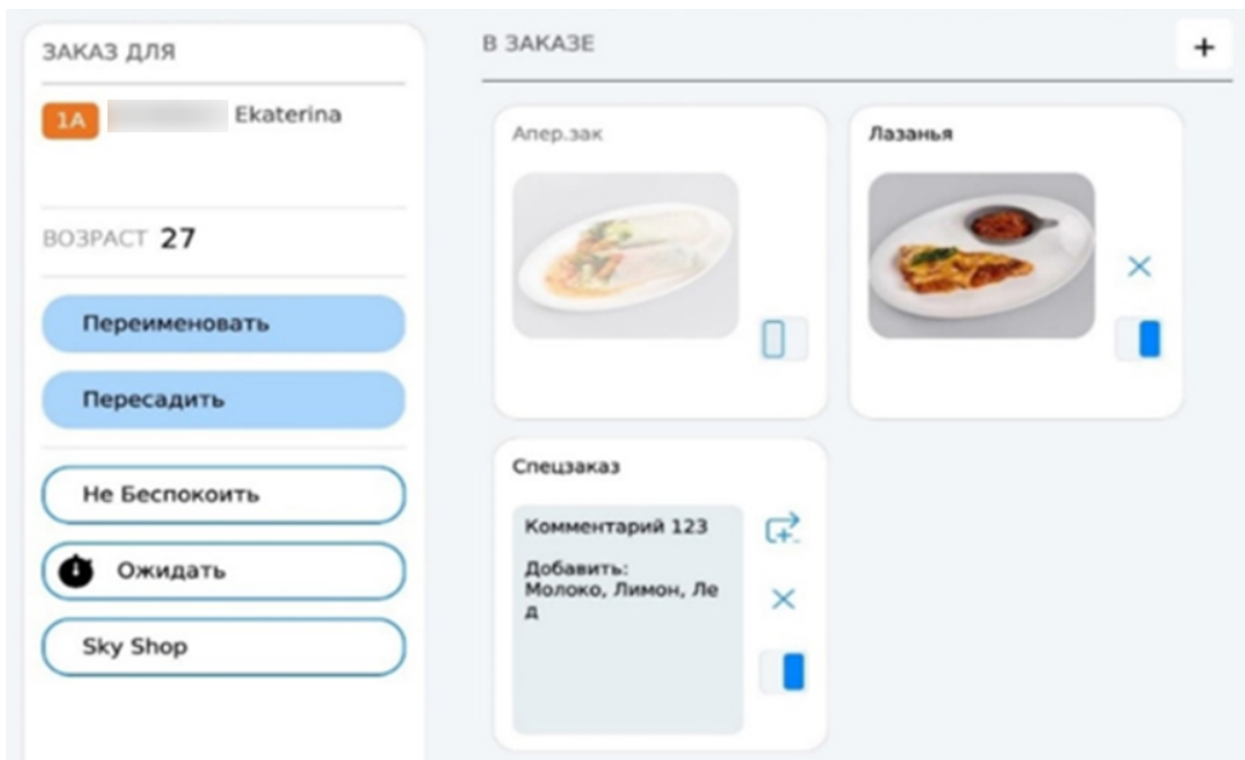 ЗАКАЗ ДЛЯ
1A Ekaterina
ВОЗРАСТ 27
Переименовать
Пересадить
Не Беспокоить
Ожидать
Sky Shop
В ЗАКАЗЕ
+
Апер.зак
Лазанья
Спецзаказ
Комментарий 123
Добавить:
Молоко, Лимон, Ле
д